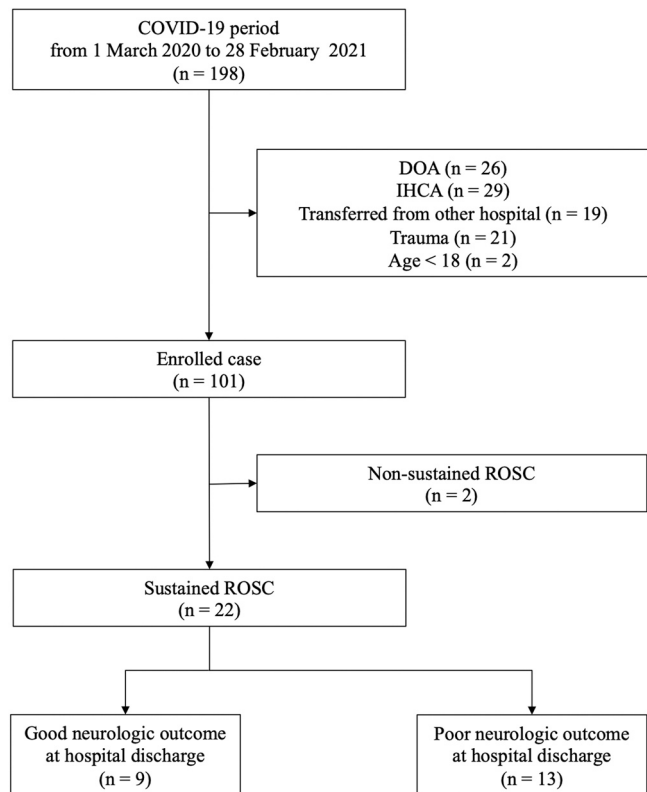 COVID-19 period
from 1 March 2020 to 28 February 2021
(n = 198)
DOA (n = 26)
IHCA (n = 29)
Transferred from other hospital (n = 19)
Trauma (n = 21)
Age < 18 (n = 2)
Enrolled case
(n = 101)
Non-sustained ROSC
(n = 2)
Sustained ROSC
(n = 22)
Good neurologic outcome
at hospital discharge
(n = 9)
Poor neurologic outcome
at hospital discharge
(n = 13)